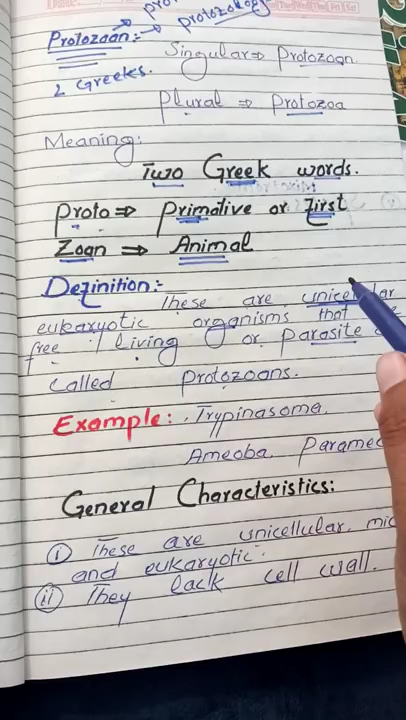 protozoology
Protozoan:- →
Singular ⇒ Protozoan
2 Greeks.
Plural ⇒ Protozoa
Meaning:
Two Greek words.
Proto ⇒ Primative or First
Zoan ⇒ Animal
Dezinition:-
These are unicellular
eukaryotic organisms that
free living or parasite
called Protozoans.
Example: Trypinasoma,
Ameoba, Paramec
General Characteristics:
(i) These are unicellular, mic
and eukaryotic.
(ii) They lack cell wall.